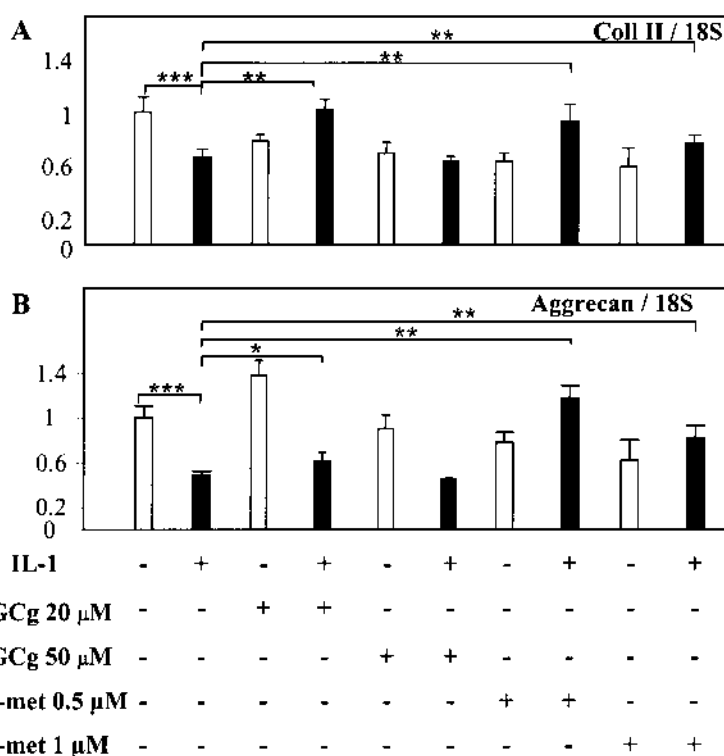 A
Coll II / 18S
**
**
*** **
1.4
1
0.6
0.2
0
B
Aggrecan / 18S
**
**
*
***
1.4
1
0.6
0.2
0
IL-1 - + - + - + - + - +
GCg 20 µM - - + + - - - - - -
GCg 50 µM - - - - + + - - - -
-met 0.5 µM - - - - - - + + - -
-met 1 µM - - - - - - - - + +